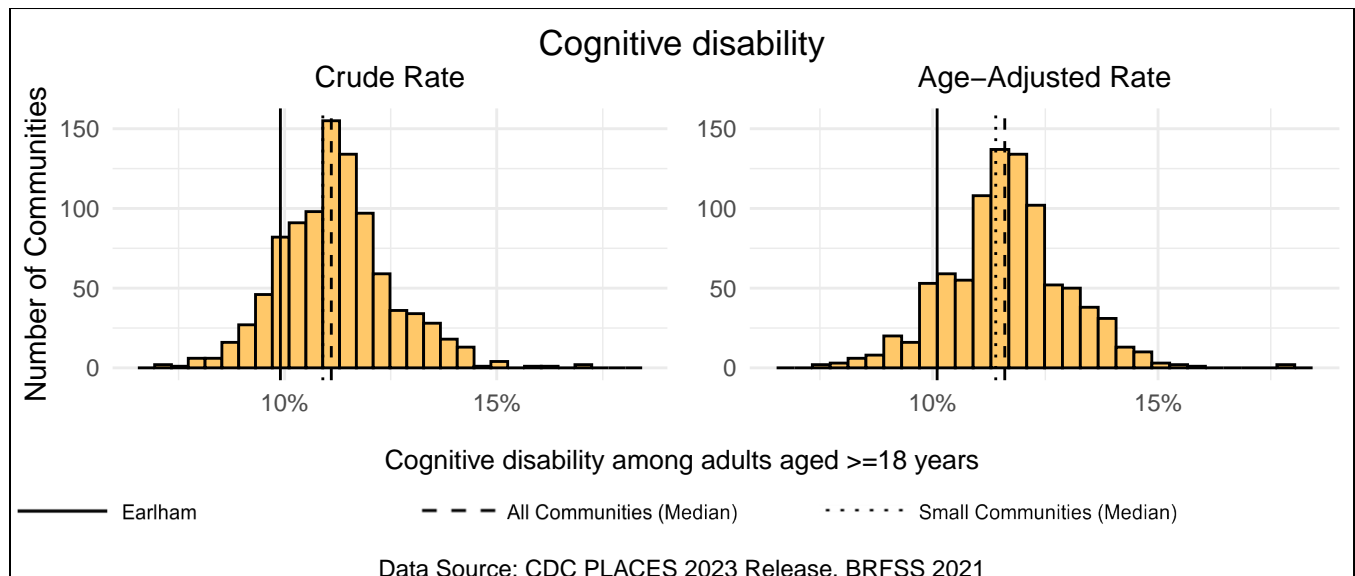 Cognitive disability
Crude Rate
Age−Adjusted Rate
Number of Communities
150
100
50
0
10%
15%
150
100
50
0
10%
15%
Cognitive disability among adults aged >=18 years
Earlham
All Communities (Median)
Small Communities (Median)
Data Source: CDC PLACES 2023 Release, BRFSS 2021